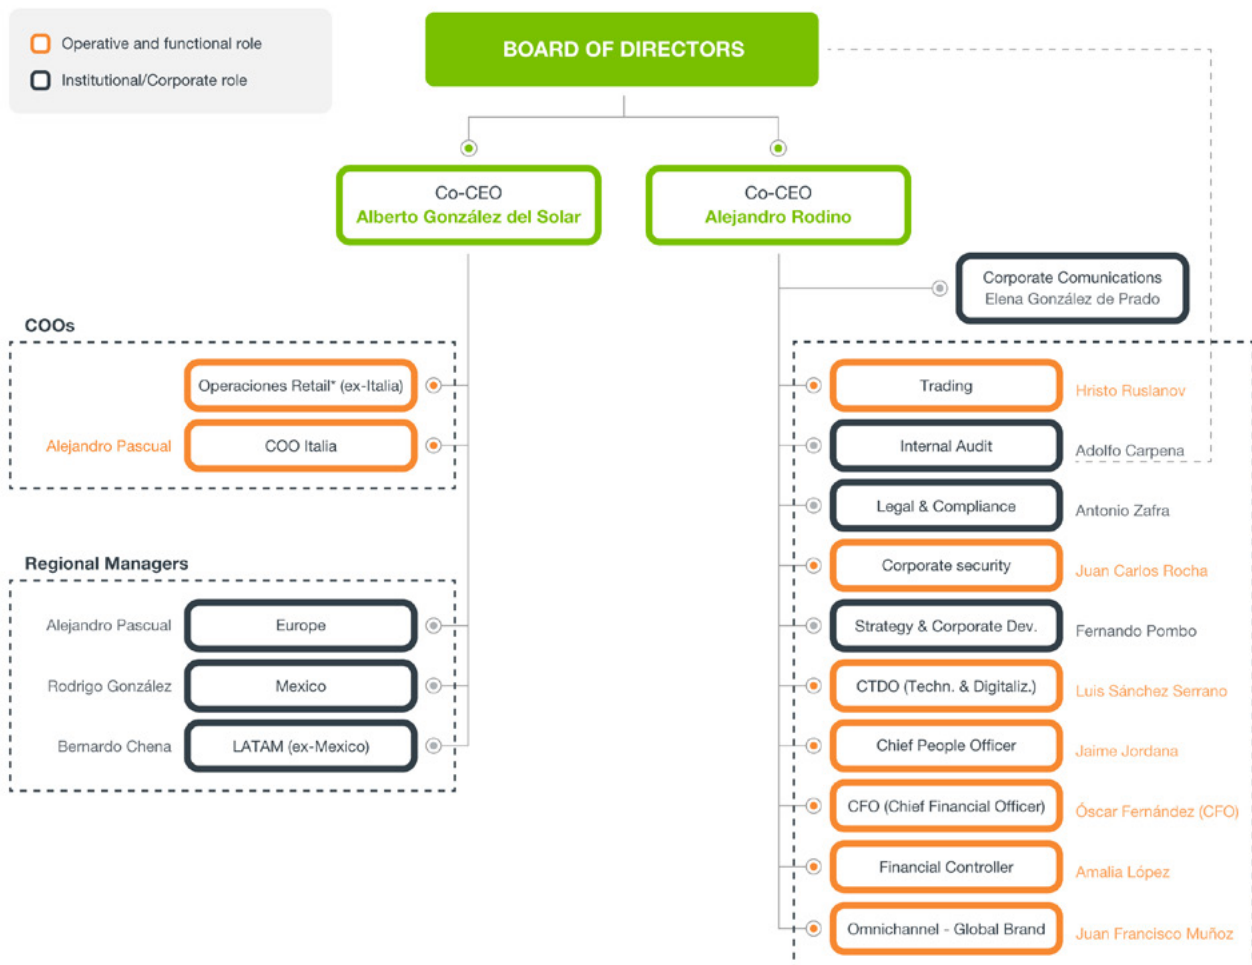 Operative and functional role
Institutional/Corporate role
BOARD OF DIRECTORS
Co-CEO
Alberto González del Solar
Co-CEO
Alejandro Rodino
Corporate Comunications
Elena González de Prado
COOs
Operaciones Retail* (ex-Italia)
Alejandro Pascual
COO Italia
Regional Managers
Alejandro Pascual
Europe
Rodrigo González
Mexico
Bernardo Chena
LATAM (ex-Mexico)
Trading
Hristo Ruslanov
Internal Audit
Adolfo Carpena
Legal & Compliance
Antonio Zafra
Corporate security
Juan Carlos Rocha
Strategy & Corporate Dev.
Fernando Pombo
CTDO (Techn. & Digitaliz.)
Luis Sánchez Serrano
Chief People Officer
Jaime Jordana
CFO (Chief Financial Officer)
Óscar Fernández (CFO)
Financial Controller
Amalia López
Omnichannel - Global Brand
Juan Francisco Muñoz